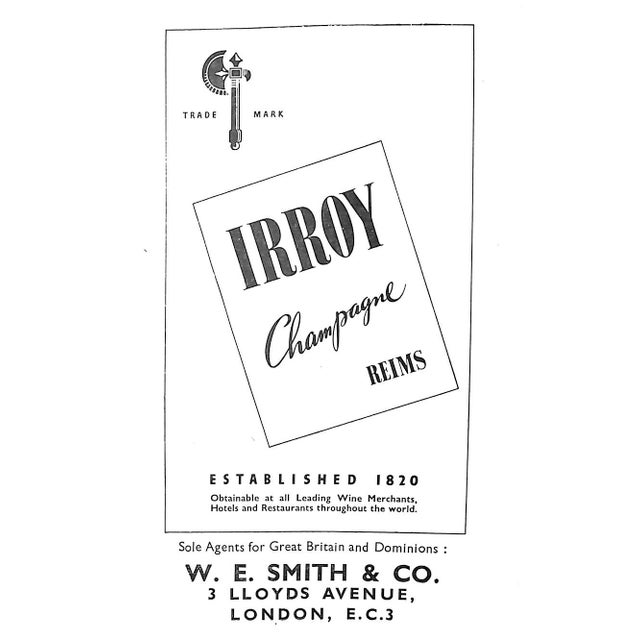 TRADE MARK
IRROY
Champagne
REIMS
ESTABLISHED 1820
Obtainable at all Leading Wine Merchants,
Hotels and Restaurants throughout the world.
Sole Agents for Great Britain and Dominions :
W. E. SMITH & CO.
3 LLOYDS AVENUE,
LONDON, E.C.3